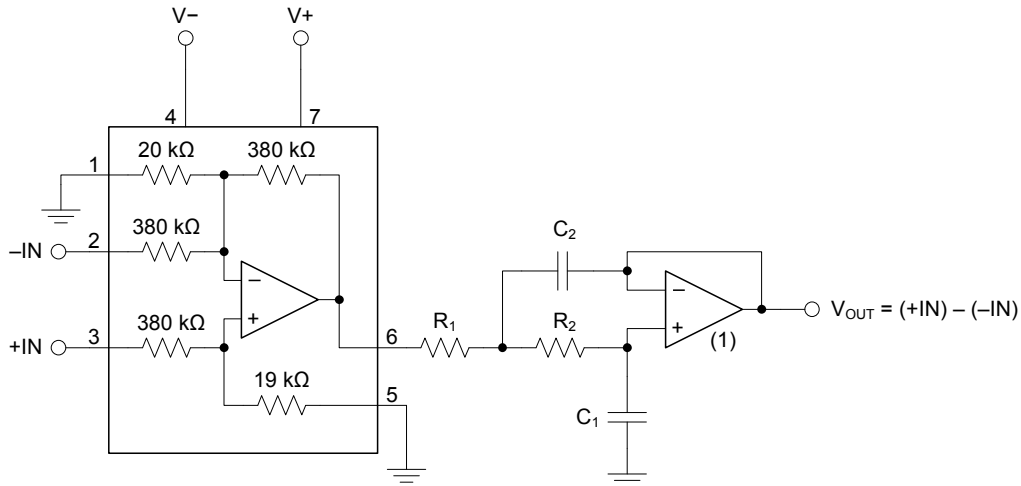 V− V+
4 7
1 20 kΩ 380 kΩ
2 380 kΩ
–IN
−
+
3 380 kΩ
+IN
6
19 kΩ
5
R1
C2
R2
−
+
(1)
C1
VOUT = (+IN) – (–IN)